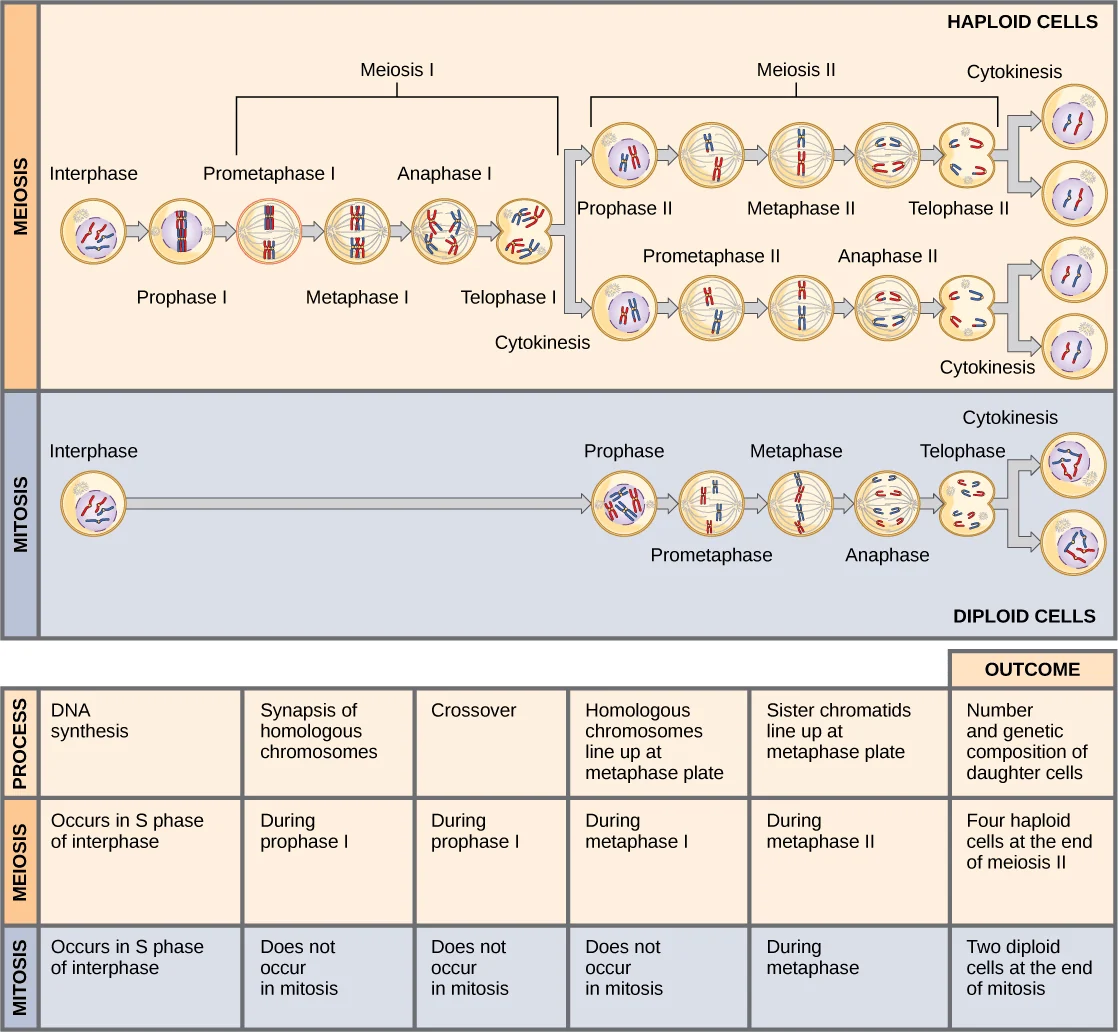 HAPLOID CELLS
MEIOSIS
Meiosis I
Meiosis II
Cytokinesis
Interphase
Prometaphase I
Anaphase I
Prophase II
Metaphase II
Telophase II
Prometaphase II
Anaphase II
Prophase I
Metaphase I
Telophase I
Cytokinesis
Cytokinesis
MITOSIS
Cytokinesis
Interphase
Prophase
Metaphase
Telophase
Prometaphase
Anaphase
DIPLOID CELLS
OUTCOME
PROCESS
DNA
synthesis
Synapsis of
homologous
chromosomes
Crossover
Homologous
chromosomes
line up at
metaphase plate
Sister chromatids
line up at
metaphase plate
Number
and genetic
composition of
daughter cells
MEIOSIS
Occurs in S phase
of interphase
During
prophase I
During
prophase I
During
metaphase I
During
metaphase II
Four haploid
cells at the end
of meiosis II
MITOSIS
Occurs in S phase
of interphase
Does not
occur
in mitosis
Does not
occur
in mitosis
Does not
occur
in mitosis
During
metaphase
Two diploid
cells at the end
of mitosis